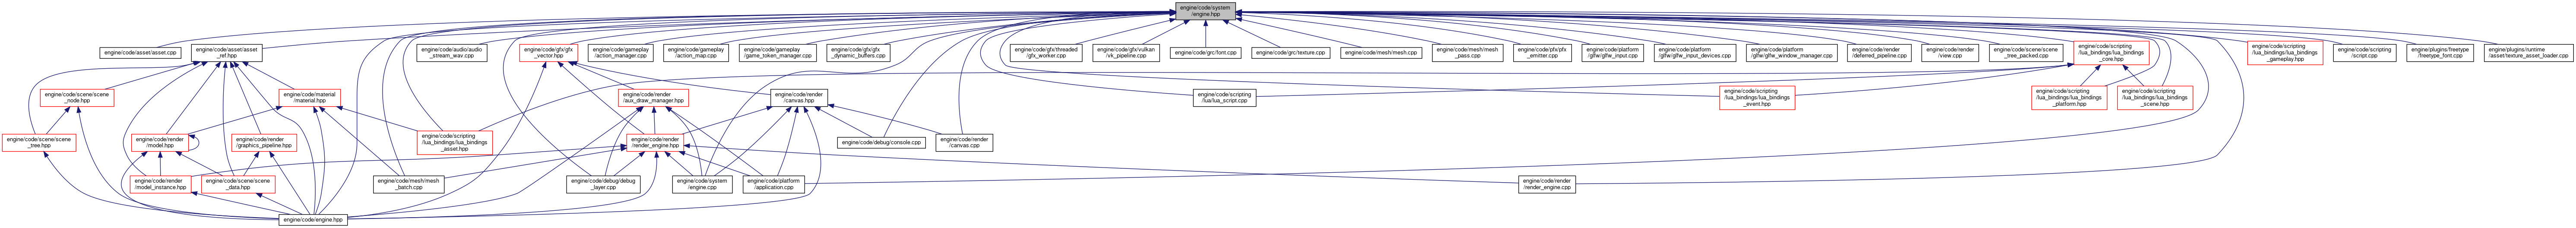 engine/code/system
/engine.hpp
engine/code/asset/asset.cpp
engine/code/asset/asset
_ref.hpp
engine/code/audio/audio
_stream_wav.cpp
engine/code/gfx/gfx
_vector.hpp
engine/code/gameplay
/action_manager.cpp
engine/code/gameplay
/action_map.cpp
engine/code/gameplay
/game_token_manager.cpp
engine/code/gfx/gfx
_dynamic_buffers.cpp
engine/code/gfx/threaded
/gfx_worker.cpp
engine/code/gfx/vulkan
/vk_pipeline.cpp
engine/code/grc/font.cpp
engine/code/grc/texture.cpp
engine/code/mesh/mesh.cpp
engine/code/mesh/mesh
_pass.cpp
engine/code/pfx/pfx
_emitter.cpp
engine/code/platform
/glfw/glfw_input.cpp
engine/code/platform
/glfw/glfw_input_devices.cpp
engine/code/platform
/glfw/glfw_window_manager.cpp
engine/code/render
/deferred_pipeline.cpp
engine/code/render
/view.cpp
engine/code/scene/scene
_tree_packed.cpp
engine/code/scripting
/lua_bindings/lua_bindings
_core.hpp
engine/code/scripting
/lua_bindings/lua_bindings
_gameplay.hpp
engine/code/scripting
/script.cpp
engine/plugins/freetype
/freetype_font.cpp
engine/plugins/runtime
/asset/texture_asset_loader.cpp
engine/code/scene/scene
_node.hpp
engine/code/material
/material.hpp
engine/code/render
/aux_draw_manager.hpp
engine/code/render
/canvas.hpp
engine/code/scripting
/lua/lua_script.cpp
engine/code/scripting
/lua_bindings/lua_bindings
_event.hpp
engine/code/scripting
/lua_bindings/lua_bindings
_platform.hpp
engine/code/scripting
/lua_bindings/lua_bindings
_scene.hpp
engine/code/scene/scene
_tree.hpp
engine/code/render
/model.hpp
engine/code/render
/graphics_pipeline.hpp
engine/code/scripting
/lua_bindings/lua_bindings
_asset.hpp
engine/code/render
/render_engine.hpp
engine/code/debug/console.cpp
engine/code/render
/canvas.cpp
engine/code/render
/model_instance.hpp
engine/code/scene/scene
_data.hpp
engine/code/mesh/mesh
_batch.cpp
engine/code/debug/debug
_layer.cpp
engine/code/system
/engine.cpp
engine/code/platform
/application.cpp
engine/code/render
/render_engine.cpp
engine/code/engine.hpp